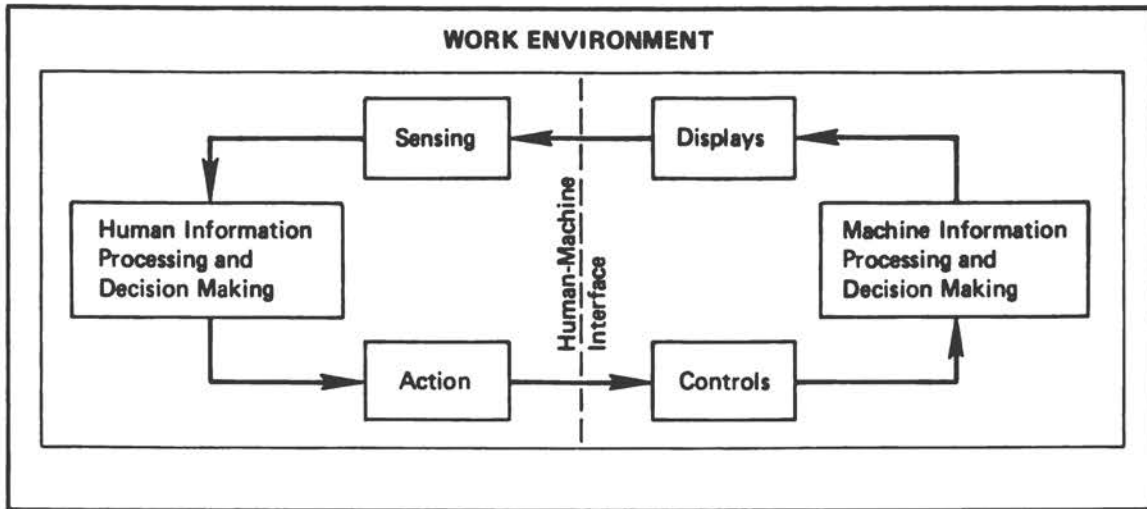 WORK ENVIRONMENT
Sensing
Displays
Human Information
Processing and
Decision Making
Human-Machine
Interface
Machine Information
Processing and
Decision Making
Action
Controls